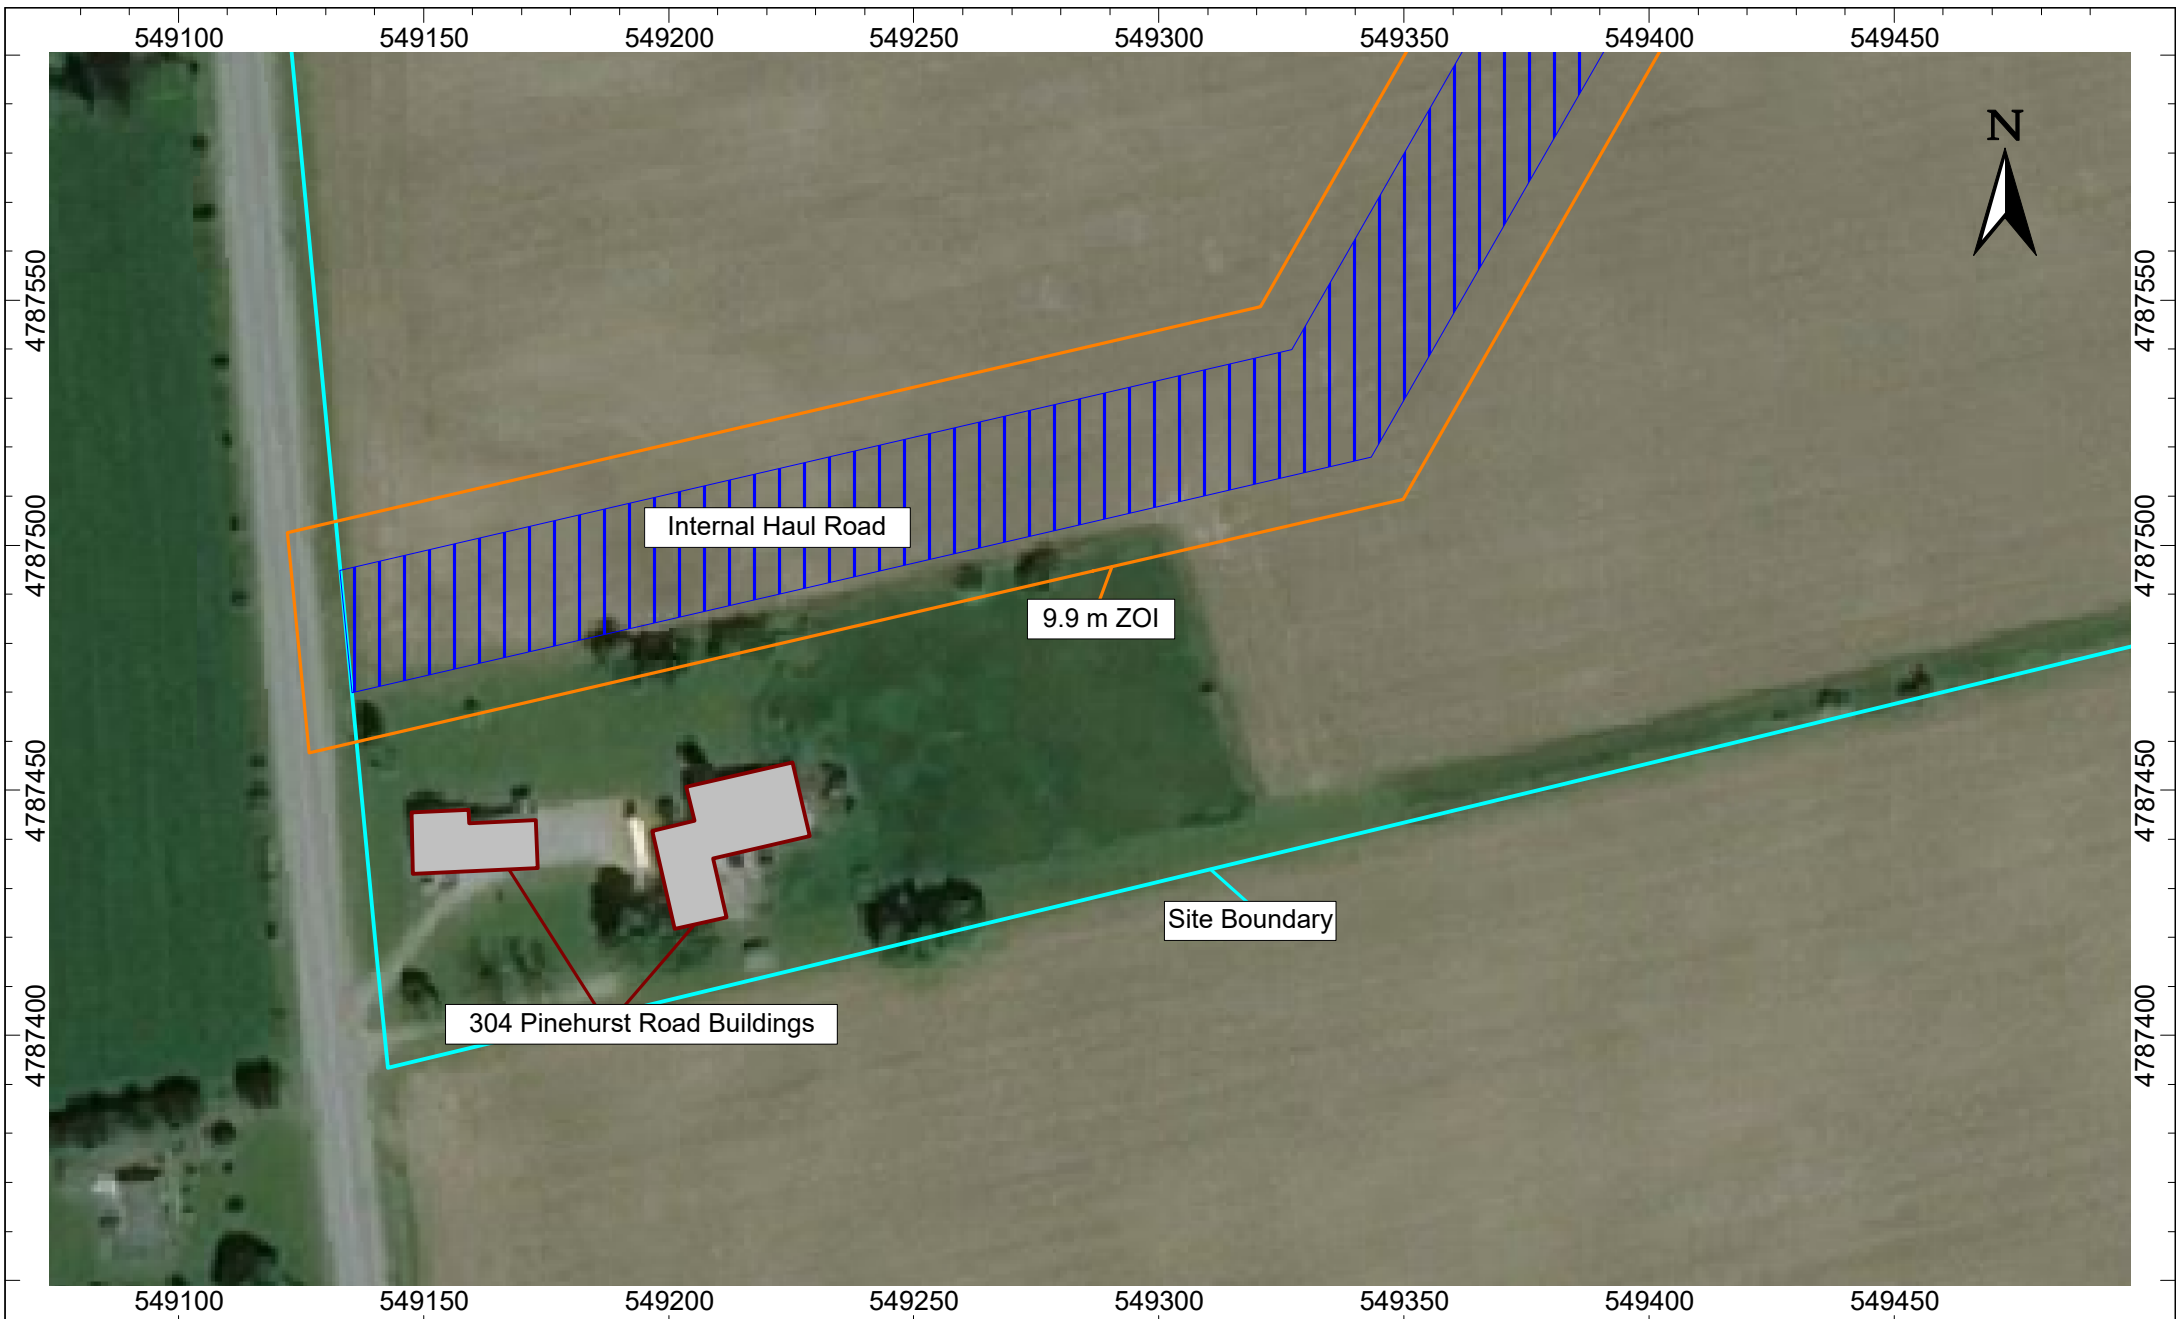 549100 549150 549200 549250 549300 549350 549400 549450
N
4787550 4787550
4787500 4787500
Internal Haul Road
9.9 m ZOI
4787450 4787450
Site Boundary
304 Pinehurst Road Buildings
4787400 4787400
549100 549150 549200 549250 549300 549350 549400 549450